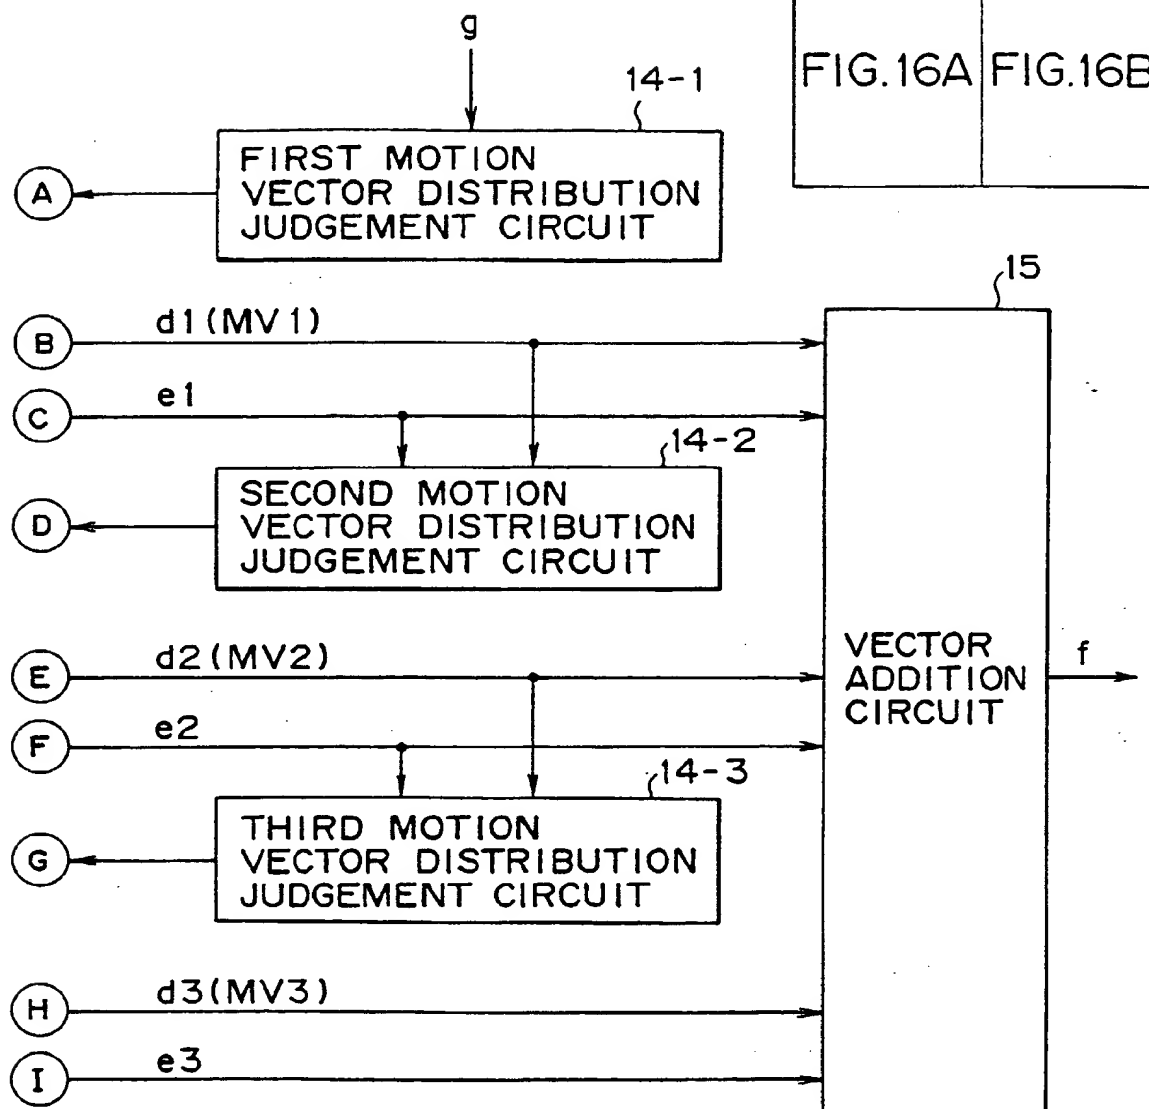 g
FIG.16A FIG.16B
14-1
FIRST MOTION
VECTOR DISTRIBUTION
JUDGEMENT CIRCUIT
A
15
d1(MV1)
B
e1
C
14-2
SECOND MOTION
VECTOR DISTRIBUTION
JUDGEMENT CIRCUIT
D
d2(MV2)
E
e2
F
VECTOR
ADDITION
CIRCUIT
f
14-3
THIRD MOTION
VECTOR DISTRIBUTION
JUDGEMENT CIRCUIT
G
d3(MV3)
H
e3
I